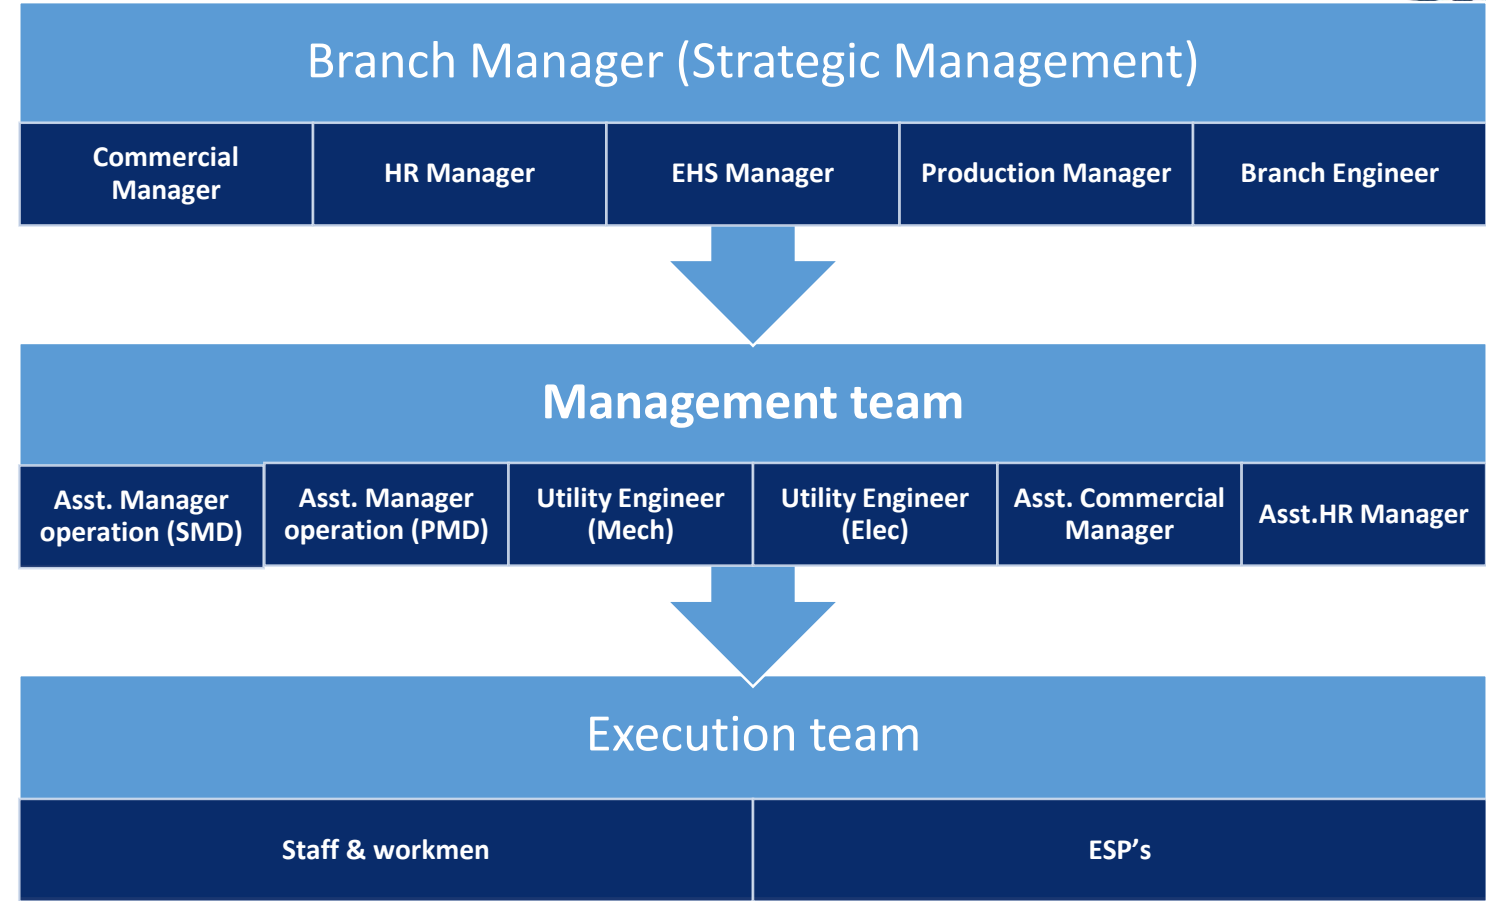 Branch Manager (Strategic Management)
Commercial
Manager
HR Manager
EHS Manager
Production Manager
Branch Engineer
Management team
Asst. Manager
operation (SMD)
Asst. Manager
operation (PMD)
Utility Engineer
(Mech)
Utility Engineer
(Elec)
Asst. Commercial
Manager
Asst.HR Manager
Execution team
Staff & workmen
ESP’s